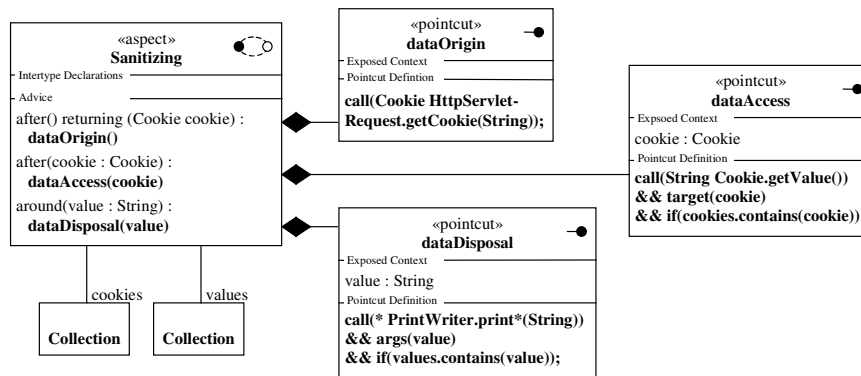 «aspect»
Sanitizing
Intertype Declarations
Advice
after() returning (Cookie cookie) :
dataOrigin()
after(cookie : Cookie) :
dataAccess(cookie)
around(value : String) :
dataDisposal(value)
cookies
values
Collection
Collection
«pointcut»
dataOrigin
Exposed Context
Pointcut Defintion
call(Cookie HttpServlet-
Request.getCookie(String));
«pointcut»
dataAccess
Expsoed Context
cookie : Cookie
Pointcut Definition
call(String Cookie.getValue())
&& target(cookie)
&& if(cookies.contains(cookie))
«pointcut»
dataDisposal
Exposed Context
value : String
Pointcut Definition
call(* PrintWriter.print*(String))
&& args(value)
&& if(values.contains(value));